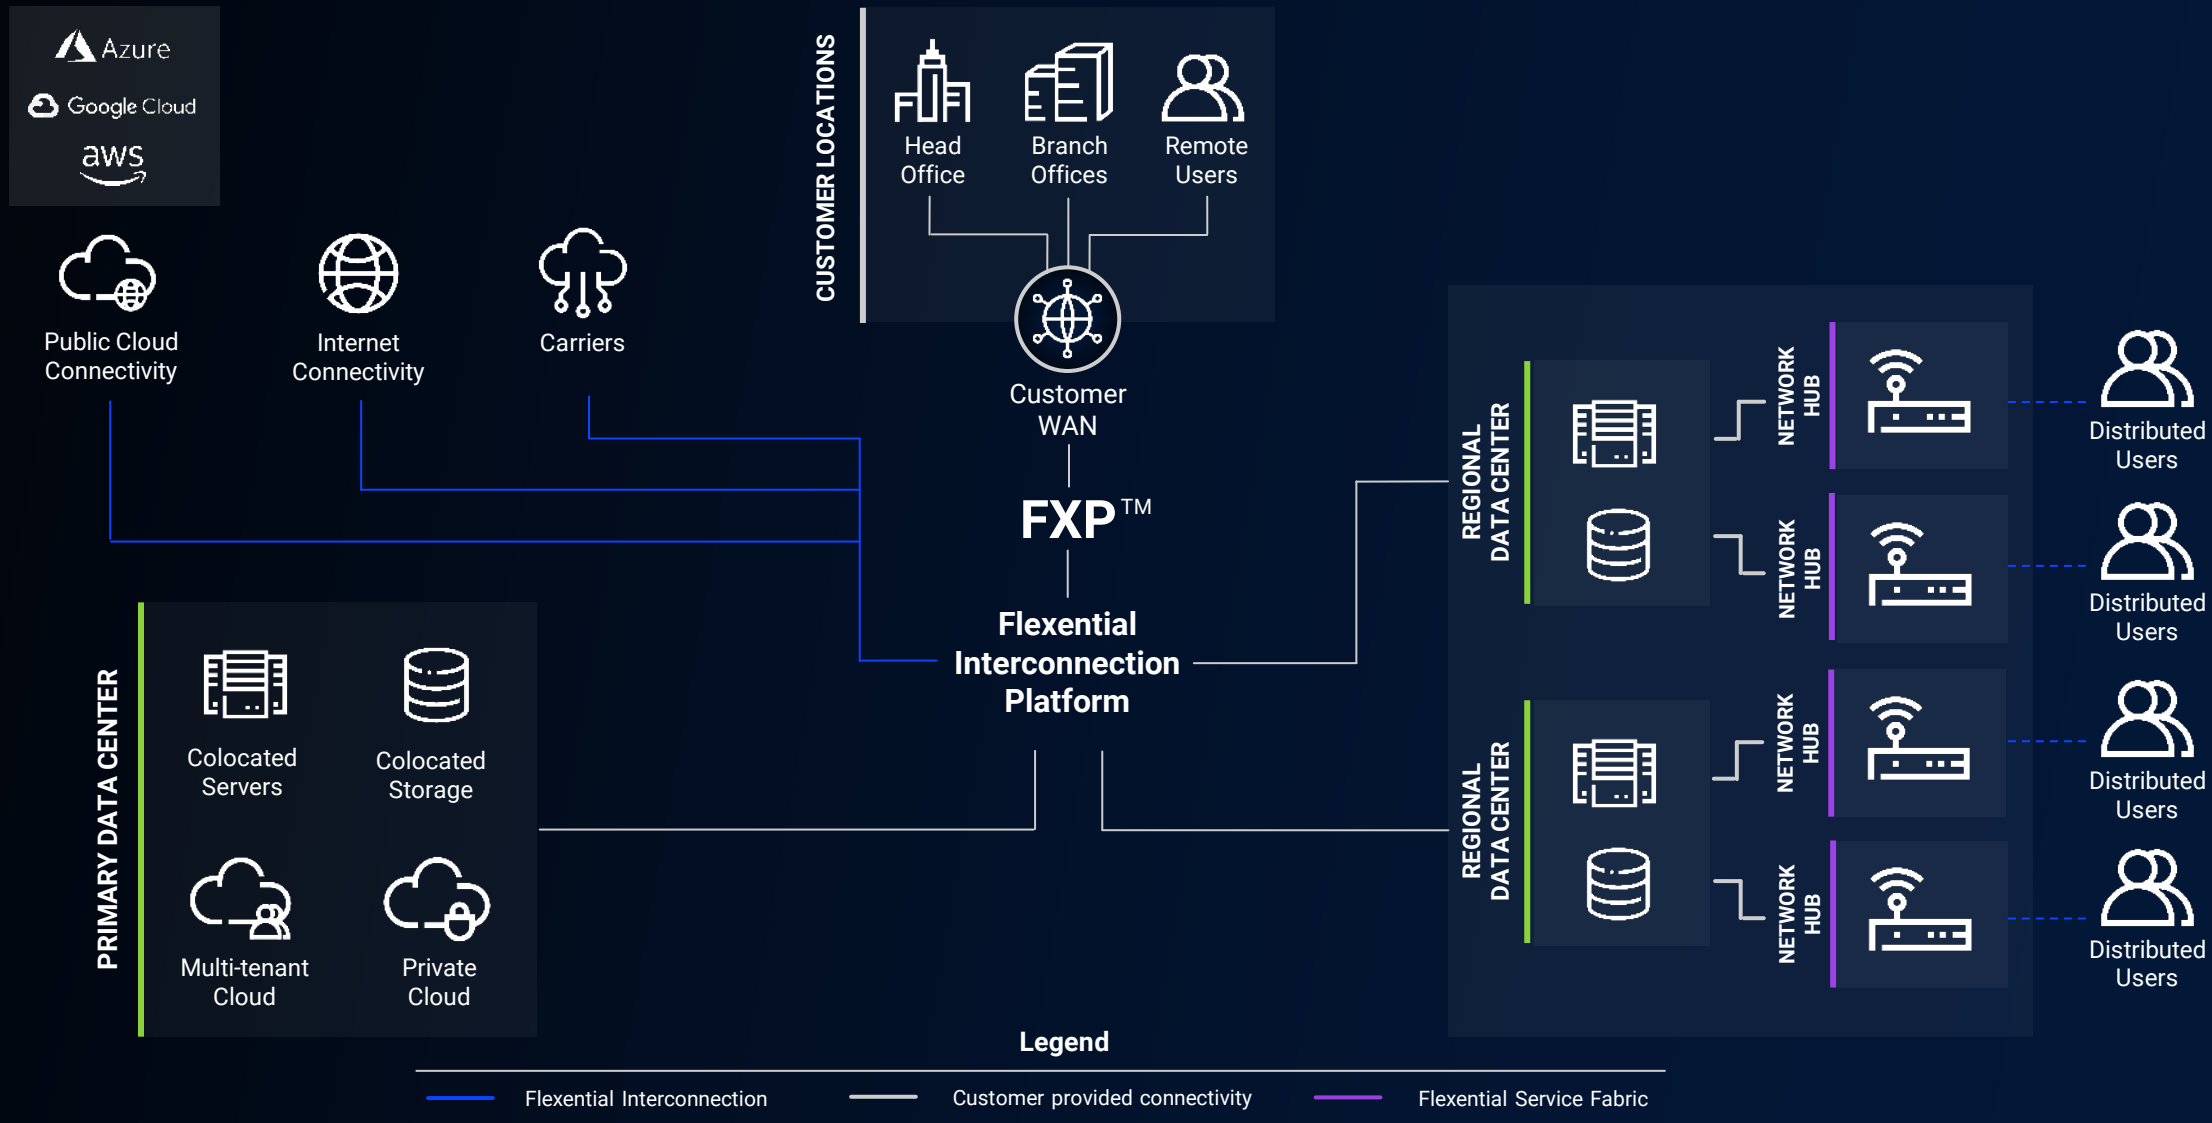 Azure
Google Cloud
aws
Public Cloud
Connectivity
Internet
Connectivity
Carriers
CUSTOMER LOCATIONS
Head
Office
Branch
Offices
Remote
Users
Customer
WAN
FXP™
Flexential
Interconnection
Platform
PRIMARY DATA CENTER
Colocated
Servers
Colocated
Storage
Multi-tenant
Cloud
Private
Cloud
REGIONAL
DATA CENTER
NETWORK
HUB
Distributed
Users
NETWORK
HUB
Distributed
Users
REGIONAL
DATA CENTER
NETWORK
HUB
Distributed
Users
NETWORK
HUB
Distributed
Users
Legend
Flexential Interconnection
Customer provided connectivity
Flexential Service Fabric